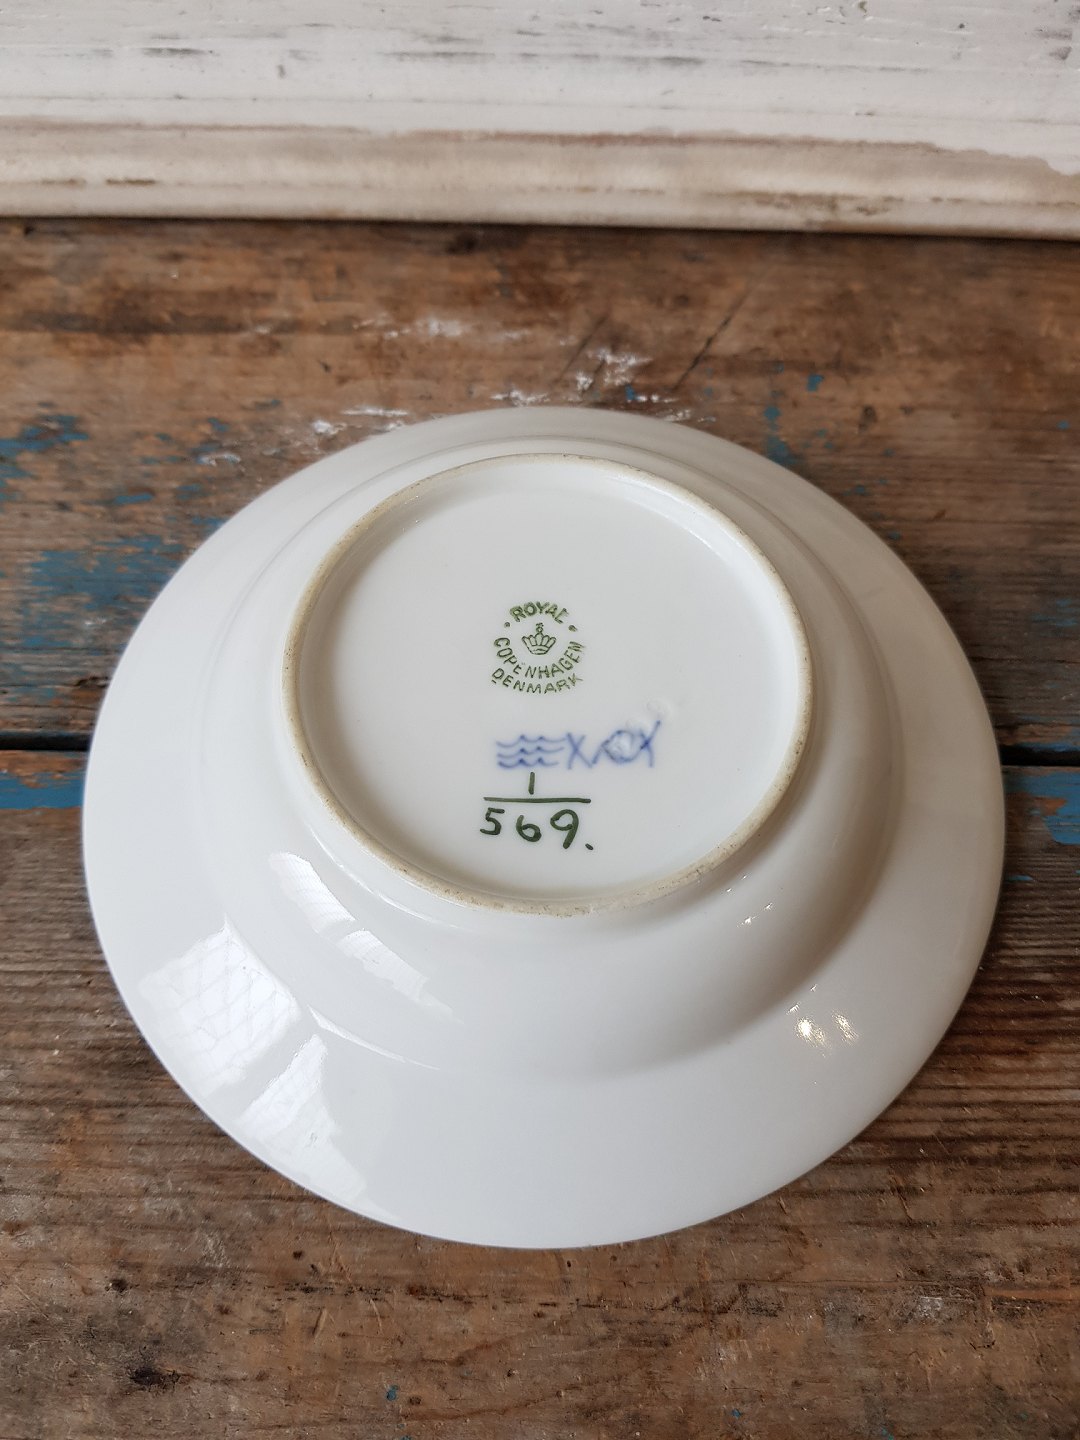 ROYAL
COPENHAGEN
DENMARK
1
569.